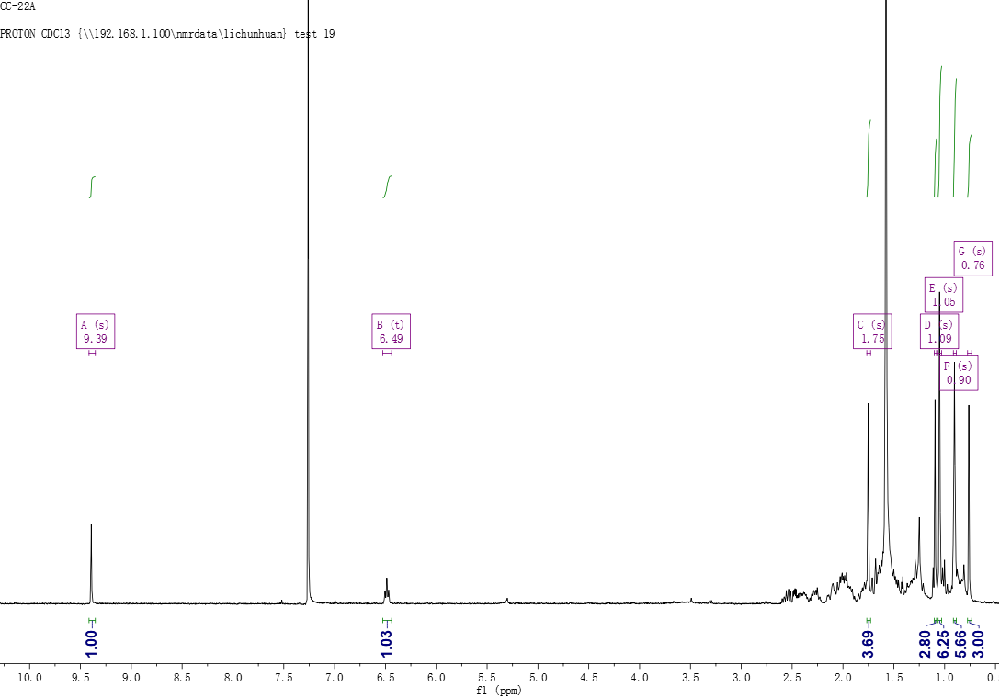 CC-22A
PROTON CDCl3 {\\192.168.1.100\nmrdata\lichunhuan} test 19
G (s)
0.76
E (s)
1.05
A (s)
9.39
B (t)
6.49
C (s)
1.75
D (s)
1.09
F (s)
0.90
1.00
1.03
3.69
2.80
6.25
5.66
3.00
10.0 9.5 9.0 8.5 8.0 7.5 7.0 6.5 6.0 5.5 5.0 4.5 4.0 3.5 3.0 2.5 2.0 1.5 1.0 0.
f1 (ppm)